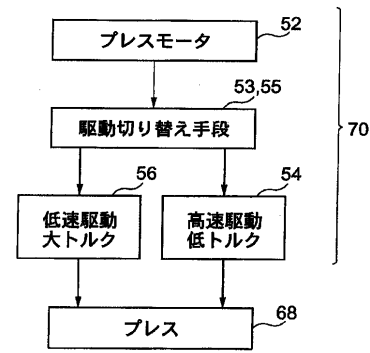 プレスモータ
52
53,55
駆動切り替え手段
70
56
54
低速駆動
大トルク
高速駆動
低トルク
プレス
68